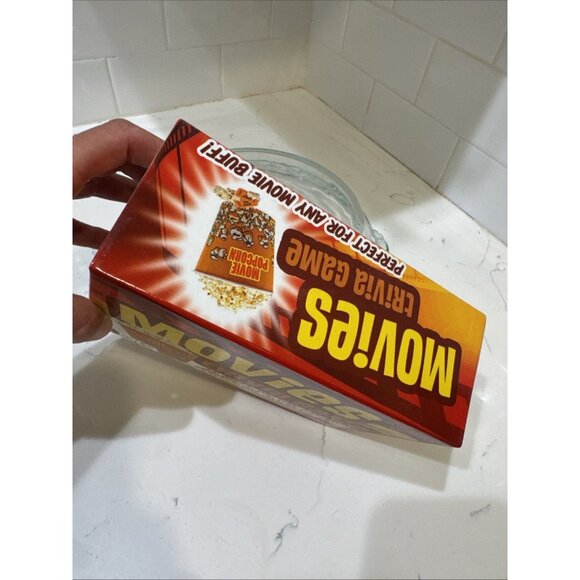 PERFECT FOR ANY MOVIE BUFF!
MOVIE
POPCORN
MOVIES
TRIVIA GAME
MOVIES